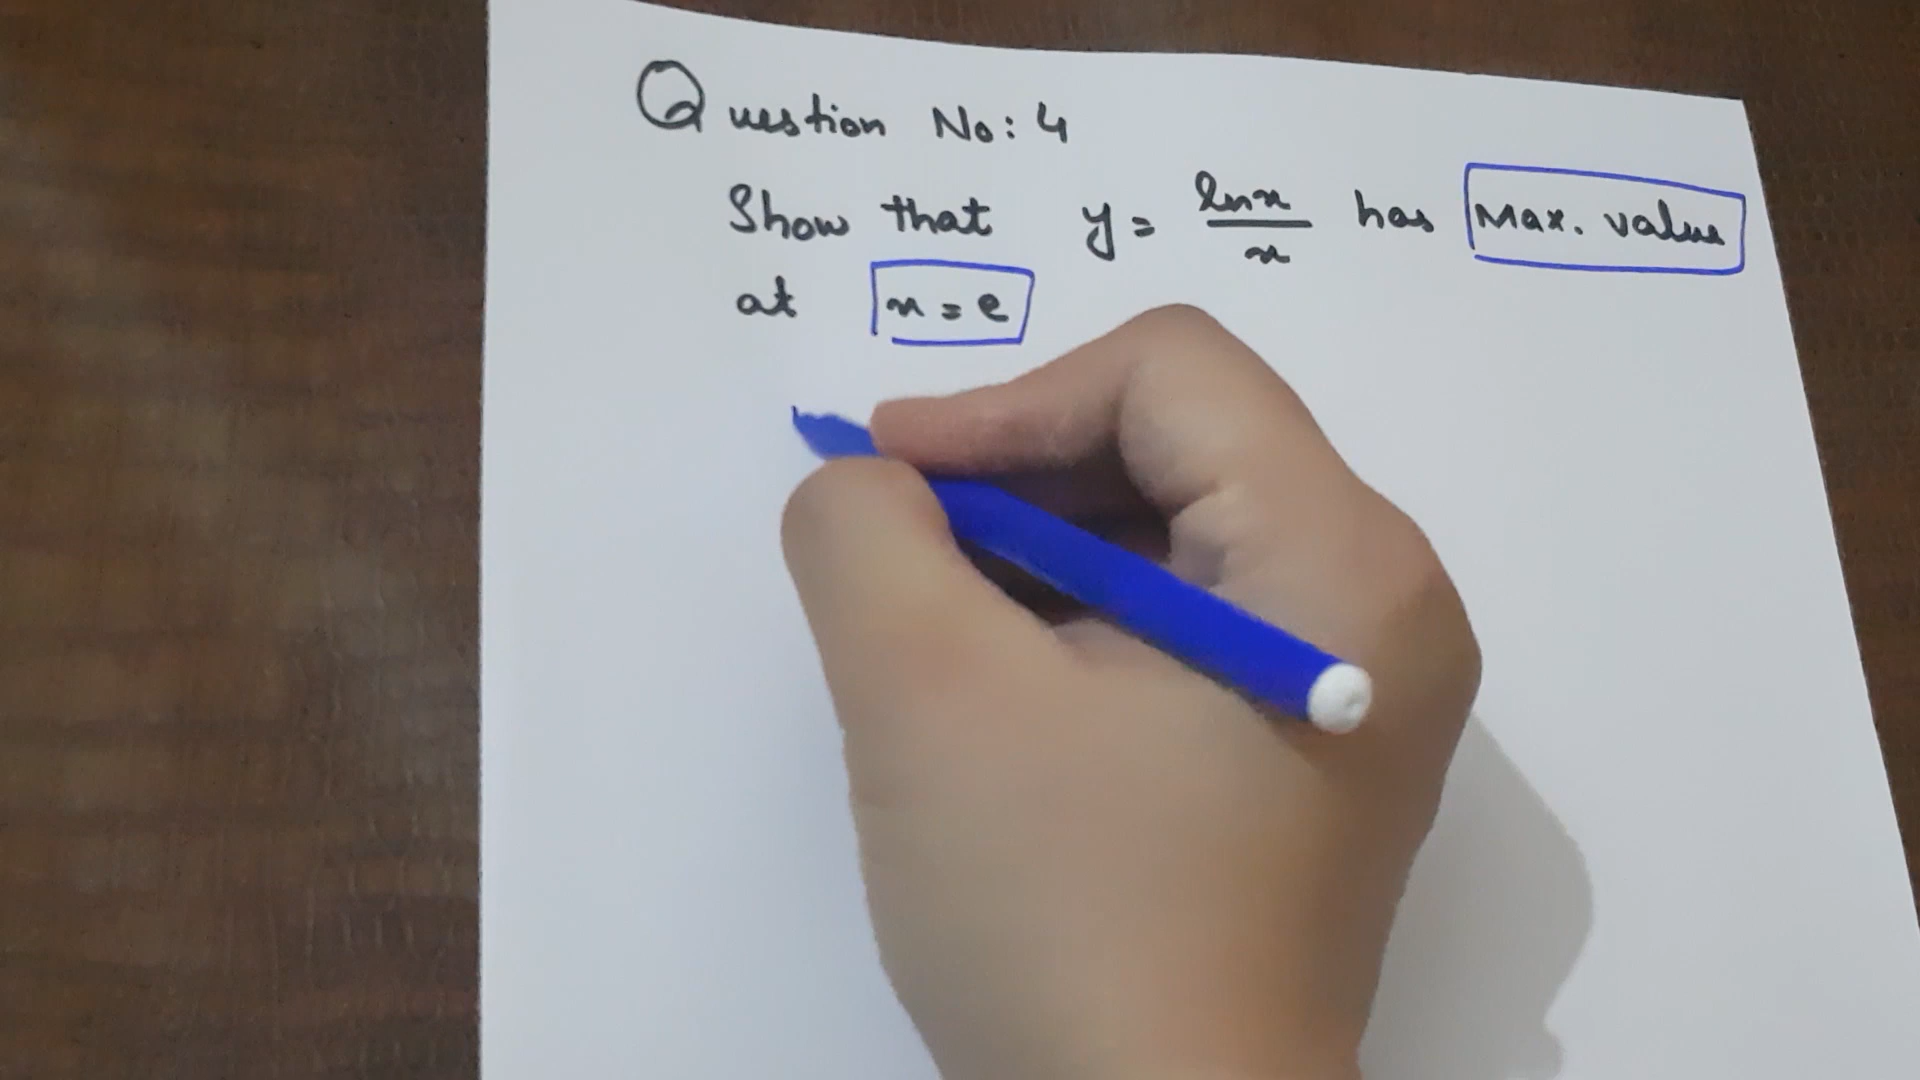 Question No: 4
Show that y = lnx/x has Max. value
at x = e